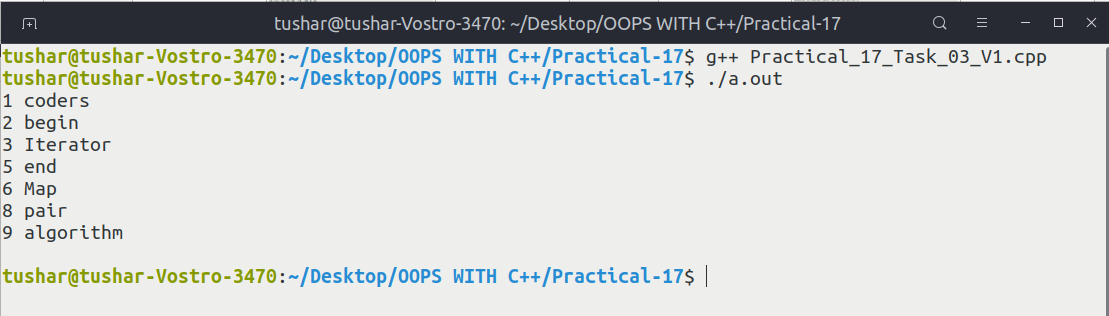 tushar@tushar-Vostro-3470: ~/Desktop/OOPS WITH C++/Practical-17
tushar@tushar-Vostro-3470:~/Desktop/OOPS WITH C++/Practical-17$ g++ Practical_17_Task_03_V1.cpp
tushar@tushar-Vostro-3470:~/Desktop/OOPS WITH C++/Practical-17$ ./a.out
1 coders
2 begin
3 Iterator
5 end
6 Map
8 pair
9 algorithm
tushar@tushar-Vostro-3470:~/Desktop/OOPS WITH C++/Practical-17$